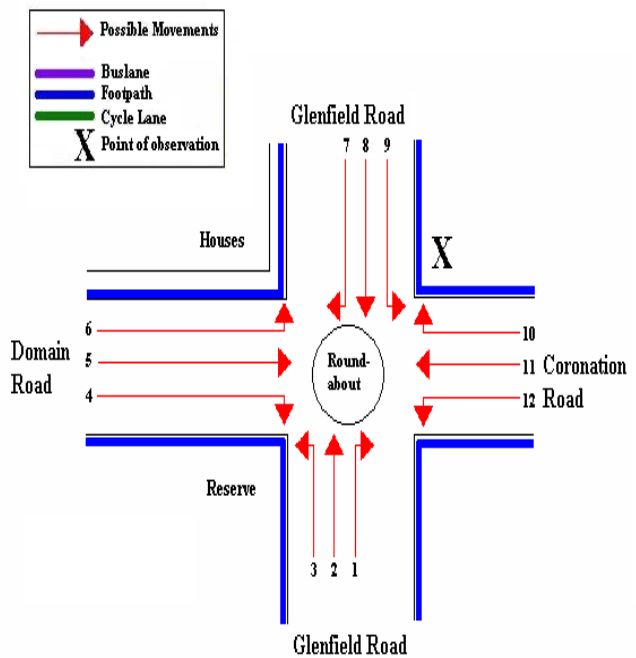 Possible Movements
Buslane
Footpath
Cycle Lane
X Point of observation
Glenfield Road
7 8 9
Houses
X
6
5
4
Domain
Road
Round-
about
10
11
12
Coronation
Road
Reserve
3 2 1
Glenfield Road